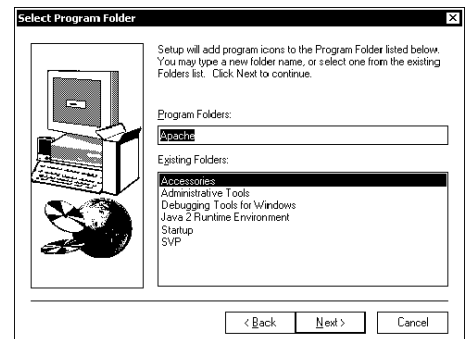 Select Program Folder
Setup will add program icons to the Program Folder listed below.
You may type a new folder name, or select one from the existing
Folders list. Click Next to continue.
Program Folders:
Apache
Existing Folders:
Accessories
Administrative Tools
Debugging Tools for Windows
Java 2 Runtime Environment
Startup
SVP
< Back
Next >
Cancel